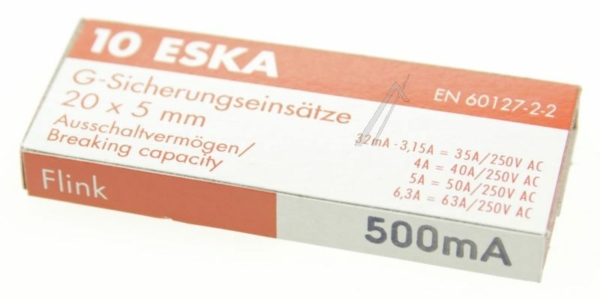 10 ESKA
G-Sicherungseinsätze
20 x 5 mm
Ausschaltvermögen/
Breaking capacity
EN 60127-2-2
32mA - 3,15A = 35A/250V AC
4A = 40A/250V AC
5A = 50A/250V AC
6,3A = 63A/250V AC
Flink
500mA